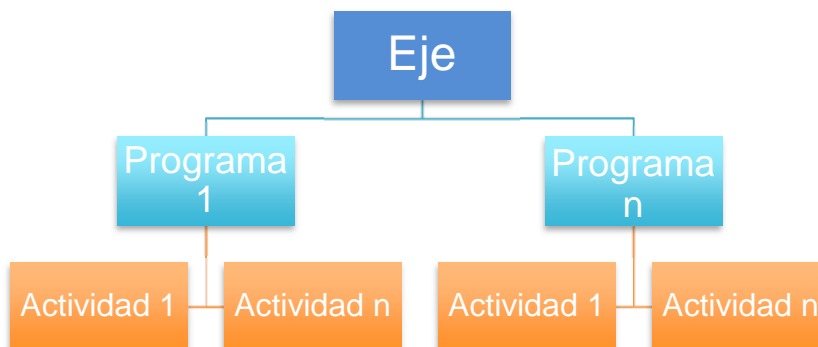 Eje
Programa
1
Programa
n
Actividad 1
Actividad n
Actividad 1
Actividad n